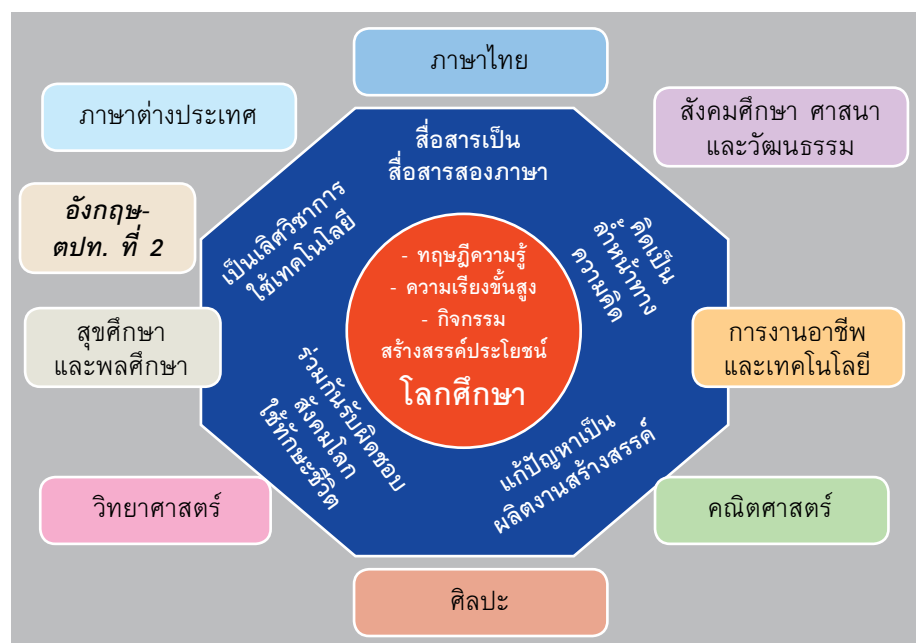 ภาษาไทย
ภาษาต่างประเทศ
สังคมศึกษา ศาสนา
และวัฒนธรรม
อังกฤษ-
ตปท. ที่ 2
สุขศึกษา
และพลศึกษา
การงานอาชีพ
และเทคโนโลยี
วิทยาศาสตร์
คณิตศาสตร์
ศิลปะ
สื่อสารเป็น
สื่อสารสองภาษา
เป็นเลิศวิชาการ
ใช้เทคโนโลยี
คิดเป็น
ล้ำหน้าทาง
ความคิด
- ทฤษฎีความรู้
- ความเรียงขั้นสูง
- กิจกรรม
สร้างสรรค์ประโยชน์
โลกศึกษา
ร่วมกันรับผิดชอบ
สังคมโลก
ใช้ทักษะชีวิต
แก้ปัญหาเป็น
ผลิตงานสร้างสรรค์